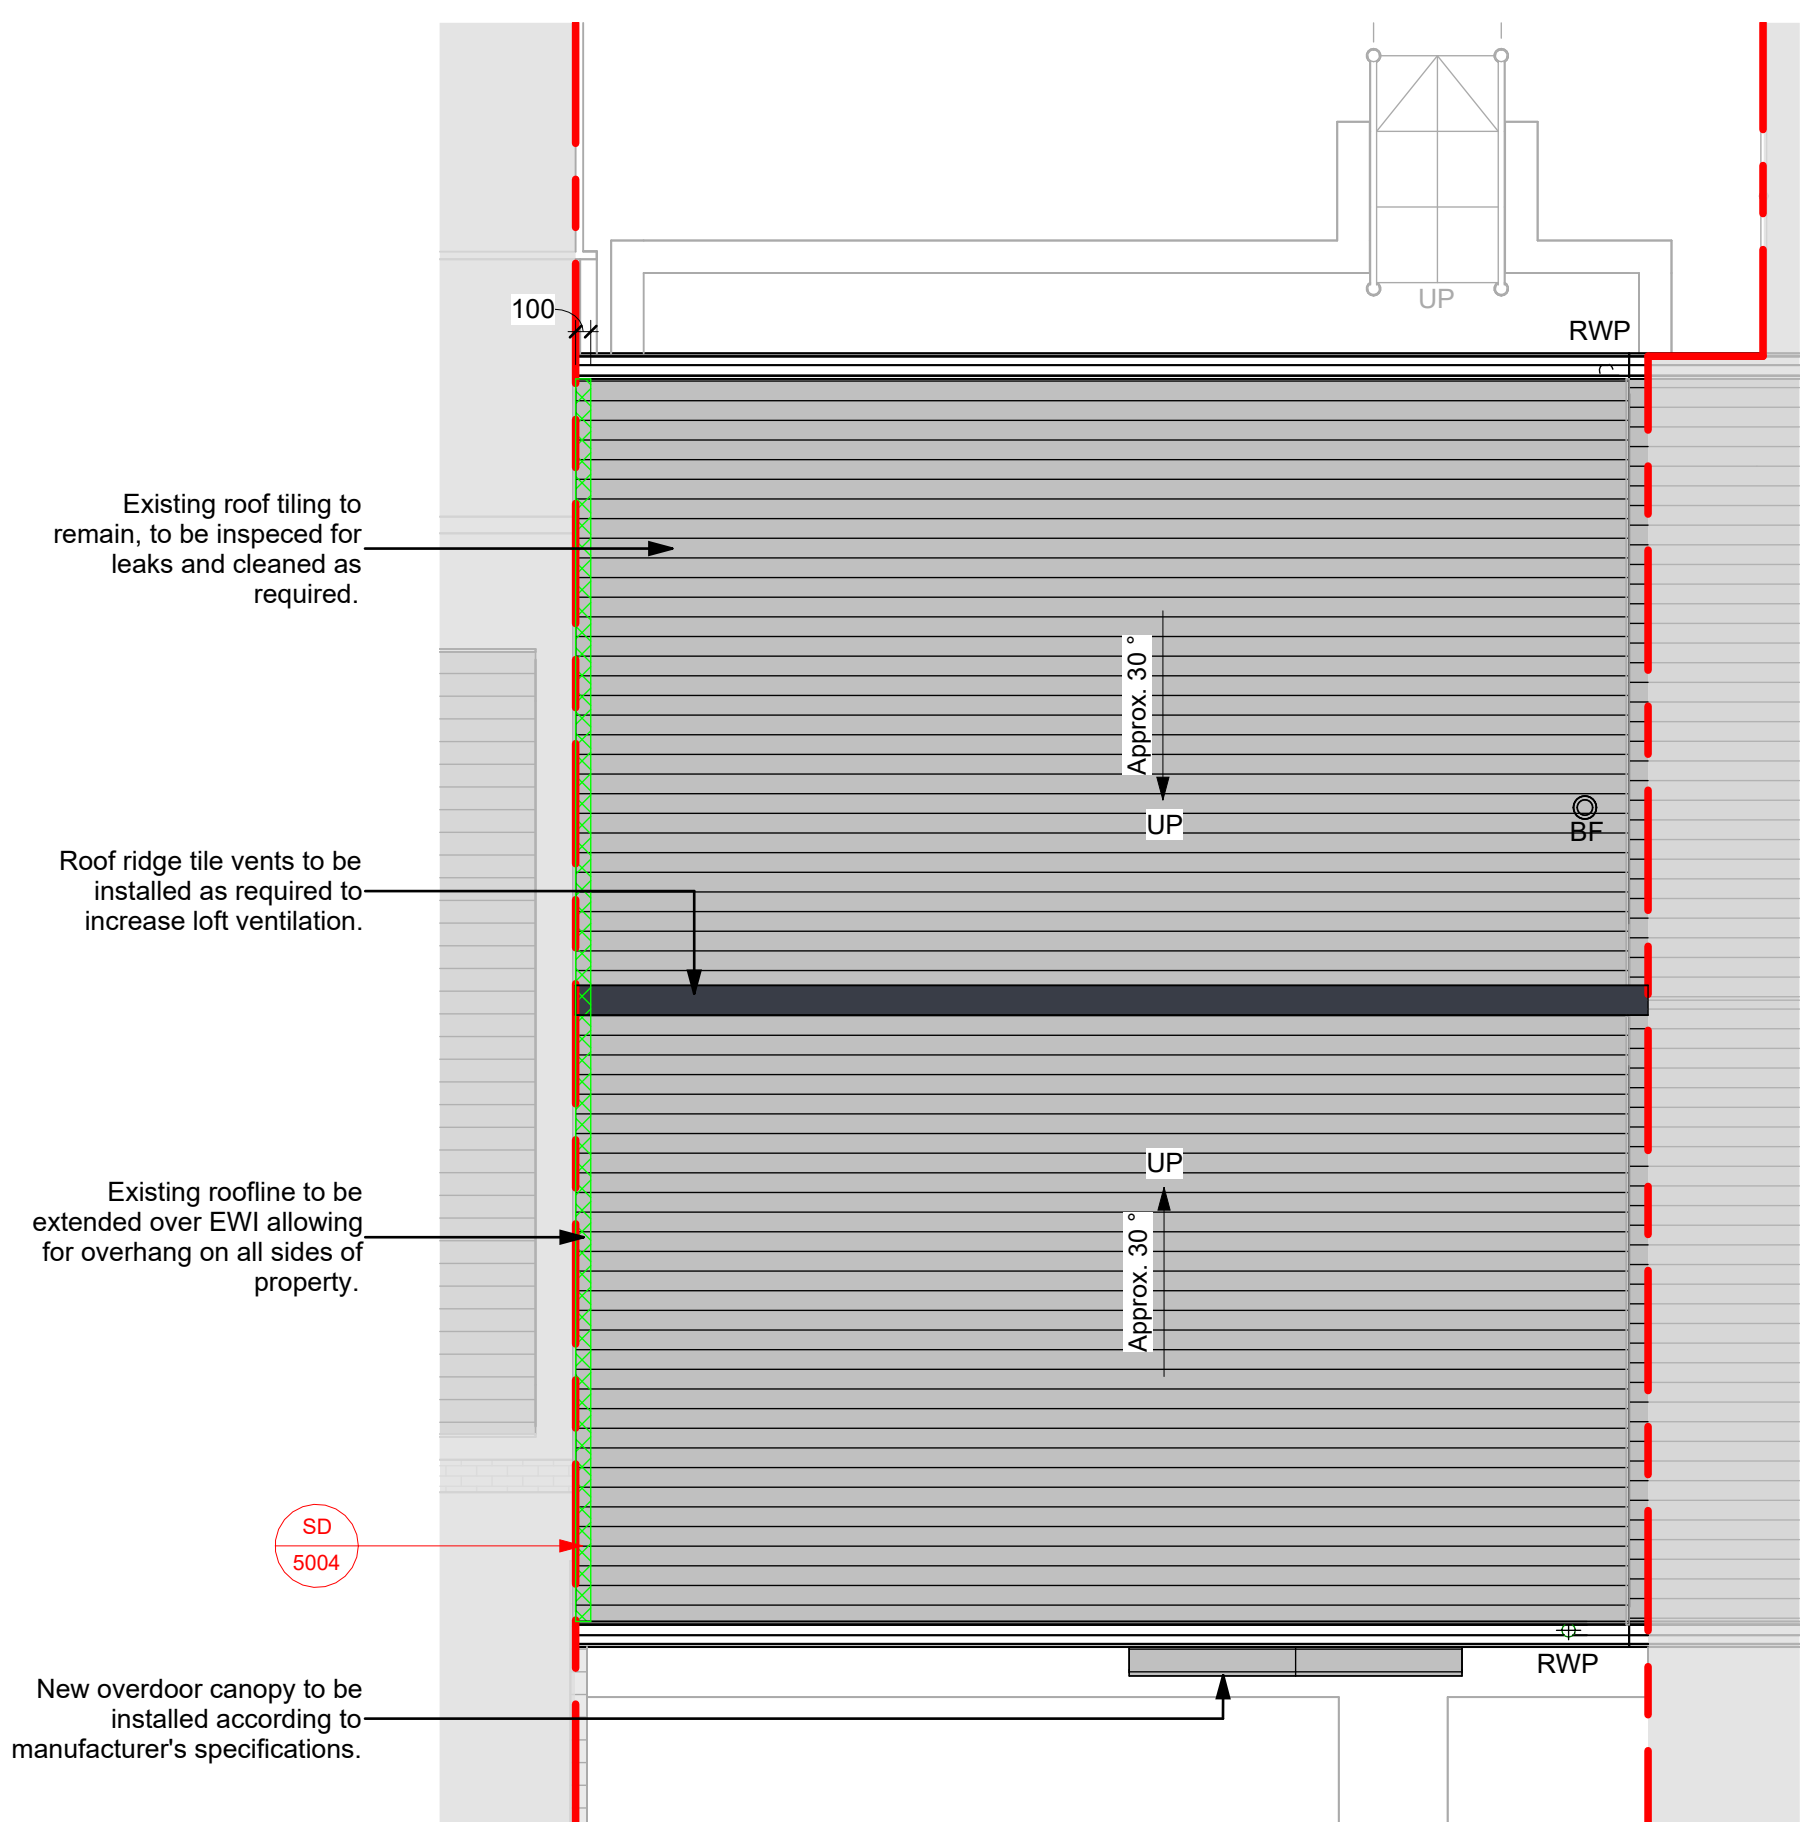 UP
100
RWP
Existing roof tiling to
remain, to be inspeced for
leaks and cleaned as
required.
Approx. 30°
UP
BF
Roof ridge tile vents to be
installed as required to
increase loft ventilation.
UP
Approx. 30°
Existing roofline to be
extended over EWI allowing
for overhang on all sides of
property.
SD
5004
RWP
New overdoor canopy to be
installed according to
manufacturer's specifications.